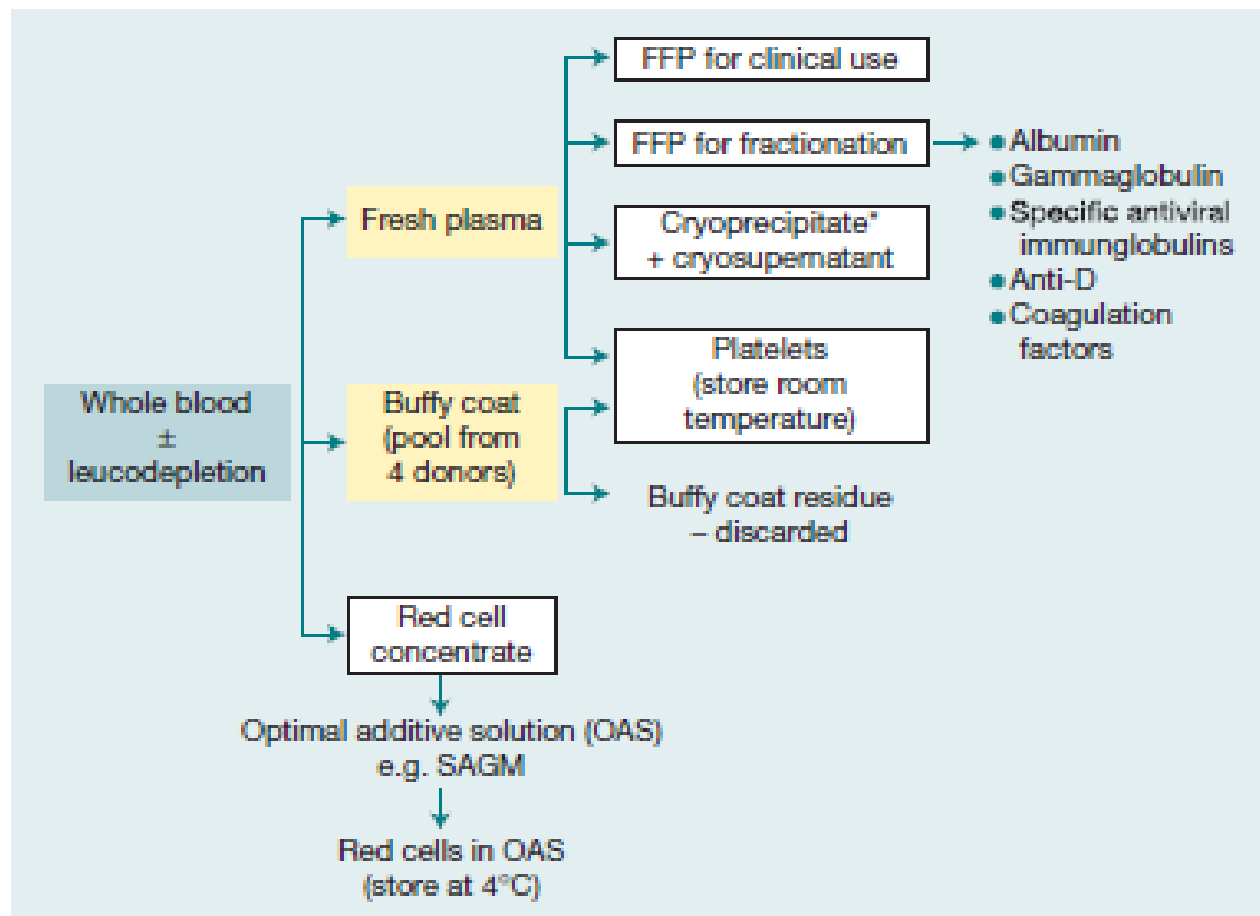 FFP for clinical use
FFP for fractionation
Albumin
Gammaglobulin
Specific antiviral
immunglobulins
Anti-D
Coagulation
factors
Fresh plasma
Cryoprecipitate*
+ cryosupernatant
Platelets
(store room
temperature)
Whole blood
±
leucodepletion
Buffy coat
(pool from
4 donors)
Buffy coat residue
– discarded
Red cell
concentrate
Optimal additive solution (OAS)
e.g. SAGM
Red cells in OAS
(store at 4°C)